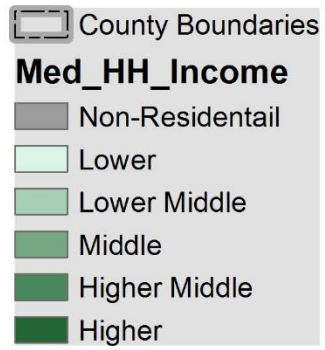 County Boundaries
Med_HH_Income
Non-Residentail
Lower
Lower Middle
Middle
Higher Middle
Higher